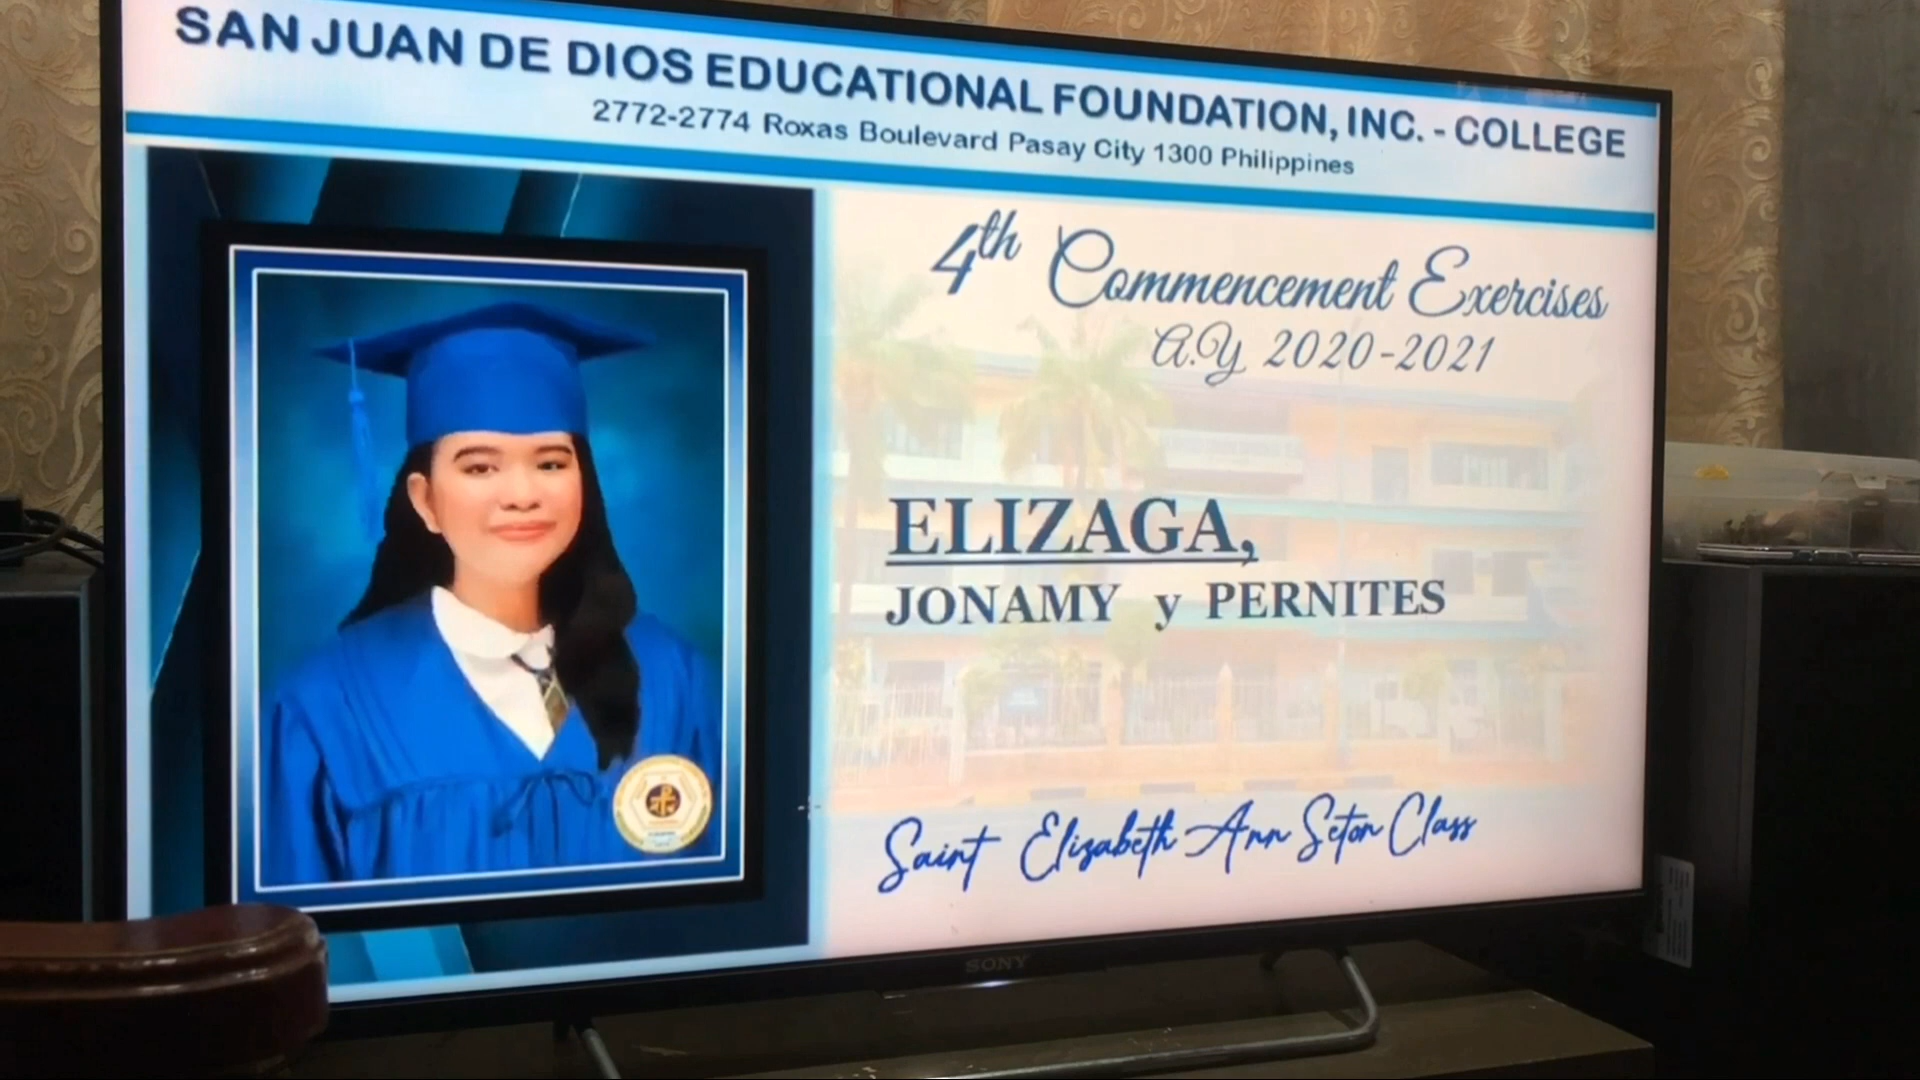 SAN JUAN DE DIOS EDUCATIONAL FOUNDATION, INC. - COLLEGE
2772-2774 Roxas Boulevard Pasay City 1300 Philippines
4th Commencement Exercises
A.Y. 2020-2021
ELIZAGA,
JONAMY y PERNITES
Saint Elizabeth Ann Seton Class
SONY